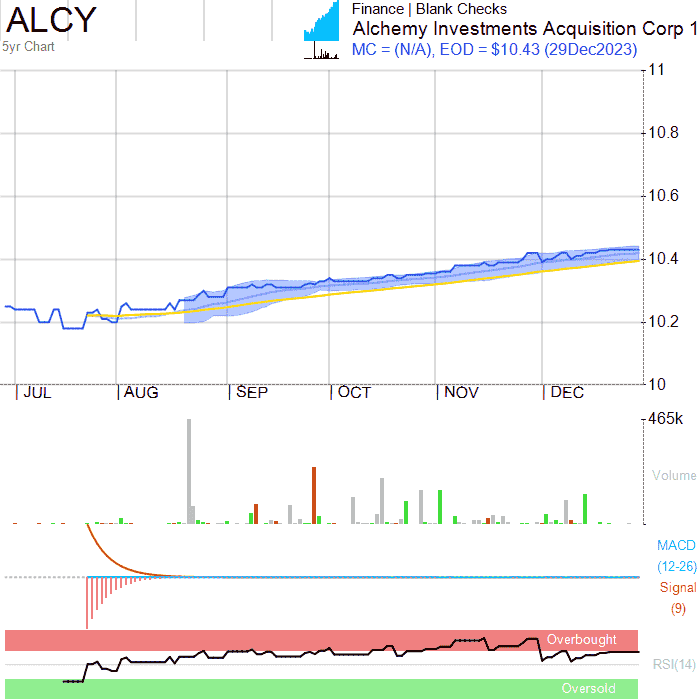 ALCY
5yr Chart
Finance | Blank Checks
Alchemy Investments Acquisition Corp 1
MC = (N/A), EOD = $10.43 (29Dec2023)
11
10.8
10.6
10.4
10.2
10
JUL AUG SEP OCT NOV DEC
465k
Volume
MACD
(12-26)
Signal
(9)
Overbought
RSI(14)
Oversold